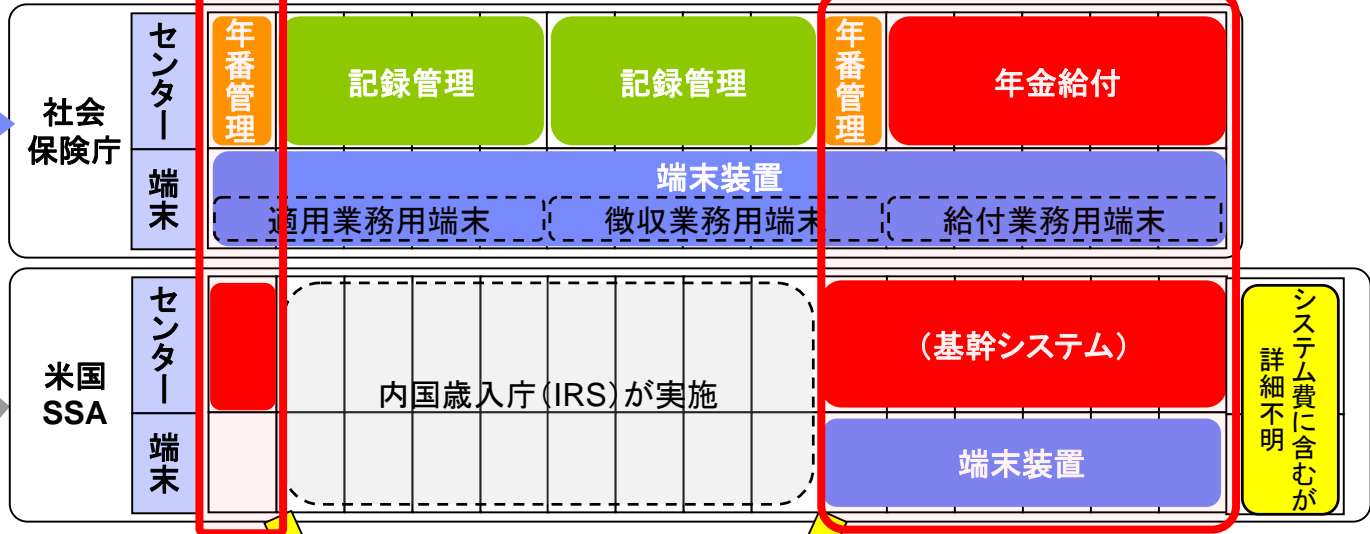 社会
保険庁
センター
年番管理
記録管理
記録管理
年番管理
年金給付
端末
端末装置
適用業務用端末
徴収業務用端末
給付業務用端末
米国
SSA
センター
内国歳入庁(IRS)が実施
(基幹システム)
端末
端末装置
システム費に含むが
詳細不明